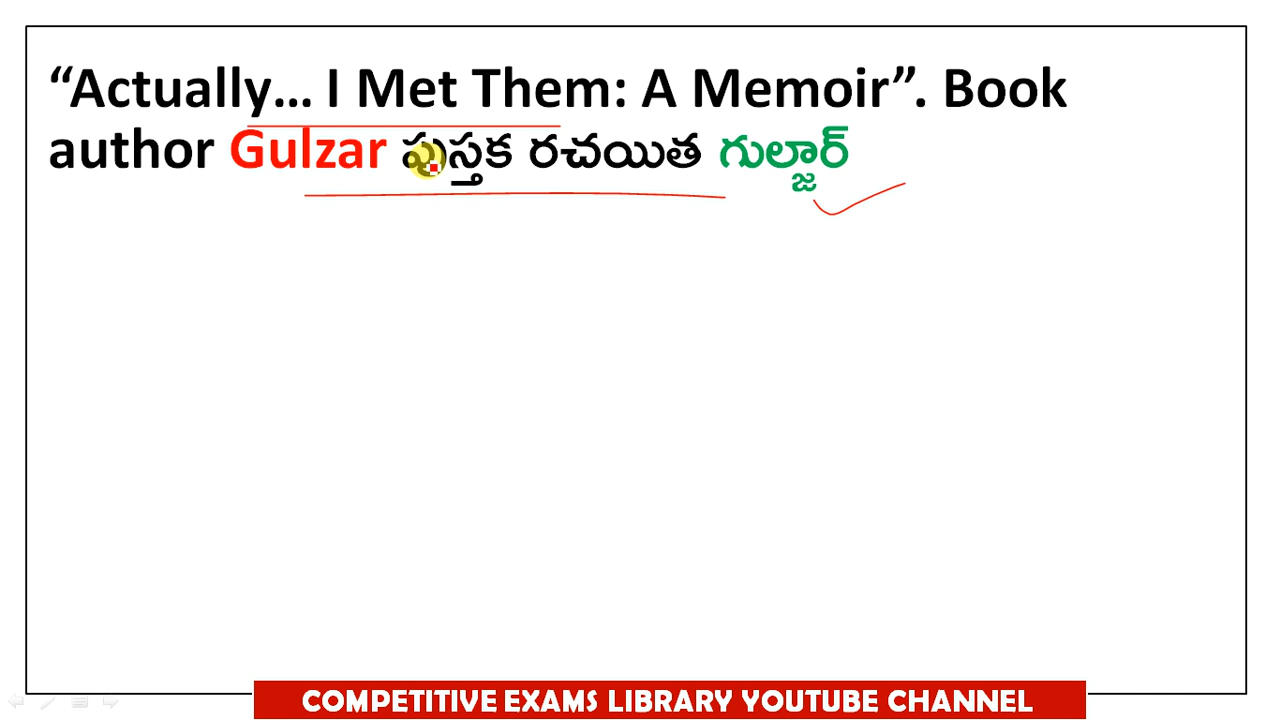 “Actually... I Met Them: A Memoir”. Book
author Gulzar పుస్తక రచయిత గుల్జార్
COMPETITIVE EXAMS LIBRARY YOUTUBE CHANNEL